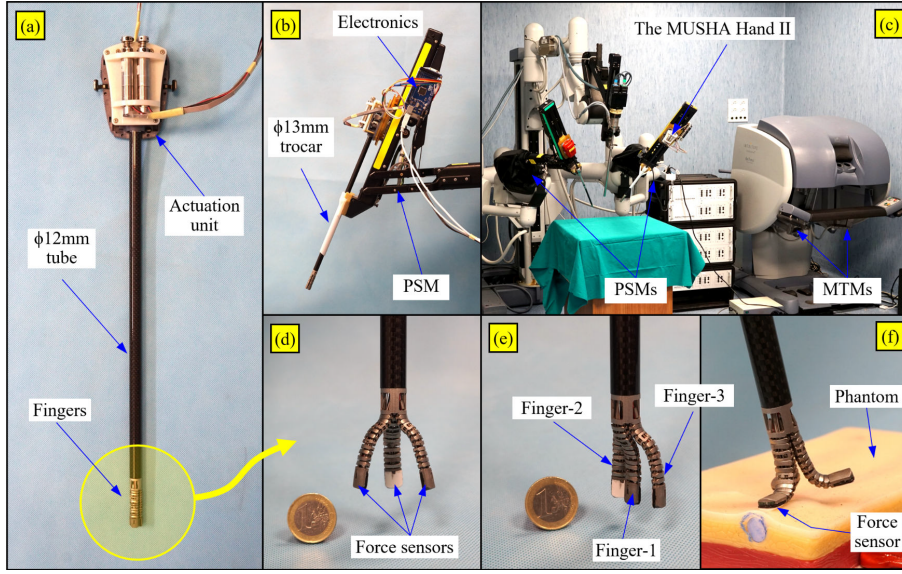 (a)
Actuation
unit
ϕ12mm
tube
Fingers
(b)
Electronics
ϕ13mm
trocar
PSM
(c)
The MUSHA Hand II
PSMs
MTMs
(d)
Force sensors
(e)
Finger-2
Finger-3
Finger-1
(f)
Phantom
Force
sensor